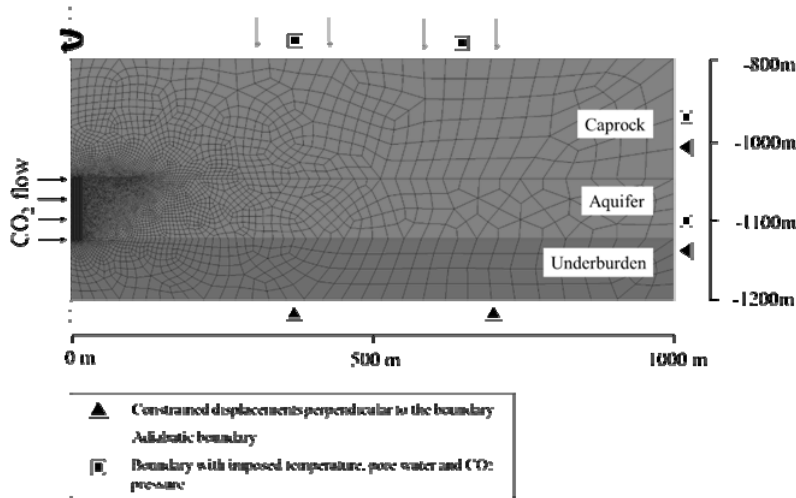 -800m
Caprock
-1000m
CO₂ flow
Aquifer
-1100m
Underburden
-1200m
0 m
500 m
1000 m
Constrained displacements perpendicular to the boundary
Adiabatic boundary
Boundary with imposed temperature, pore water and CO₂
pressure